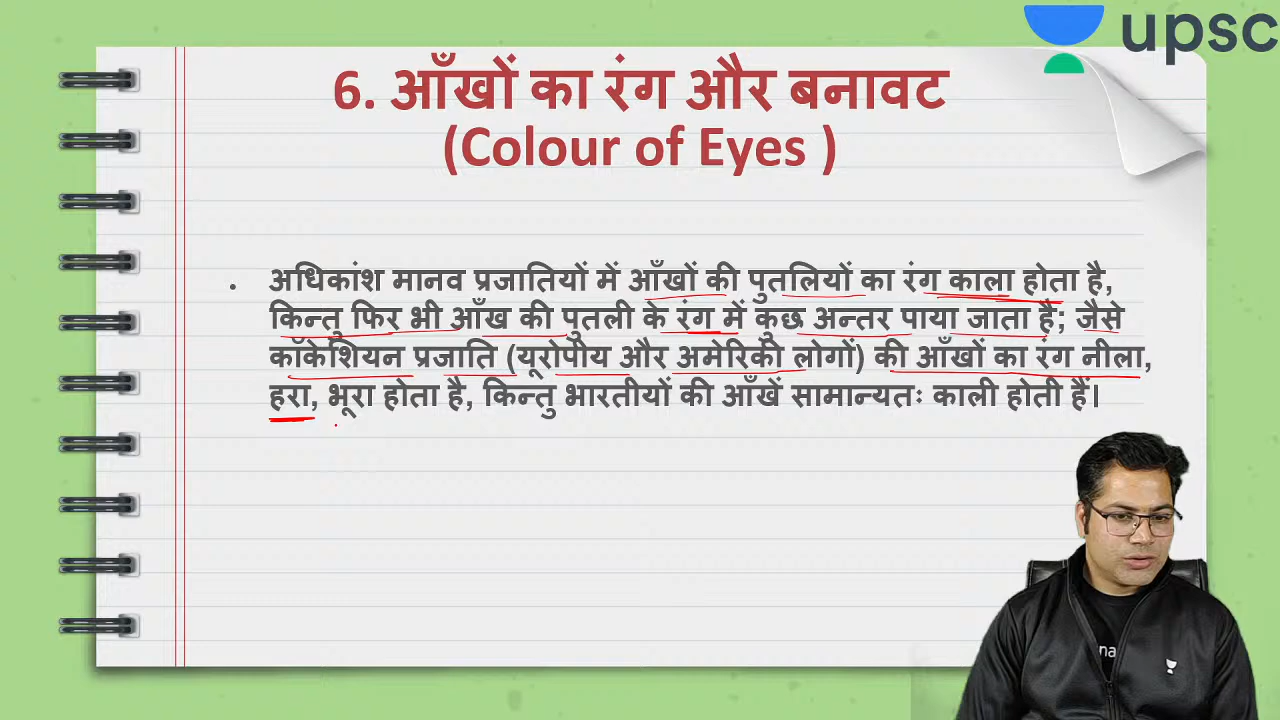 upsc
6. आँखों का रंग और बनावट
(Colour of Eyes )
• अधिकांश मानव प्रजातियों में आँखों की पुतलियों का रंग काला होता है,
किन्तु फिर भी आँख की पुतली के रंग में कुछ अन्तर पाया जाता है; जैसे
कॉकेशियन प्रजाति (यूरोपीय और अमेरिकी लोगों) की आँखों का रंग नीला,
हरा, भूरा होता है, किन्तु भारतीयों की आँखें सामान्यतः काली होती हैं।
na